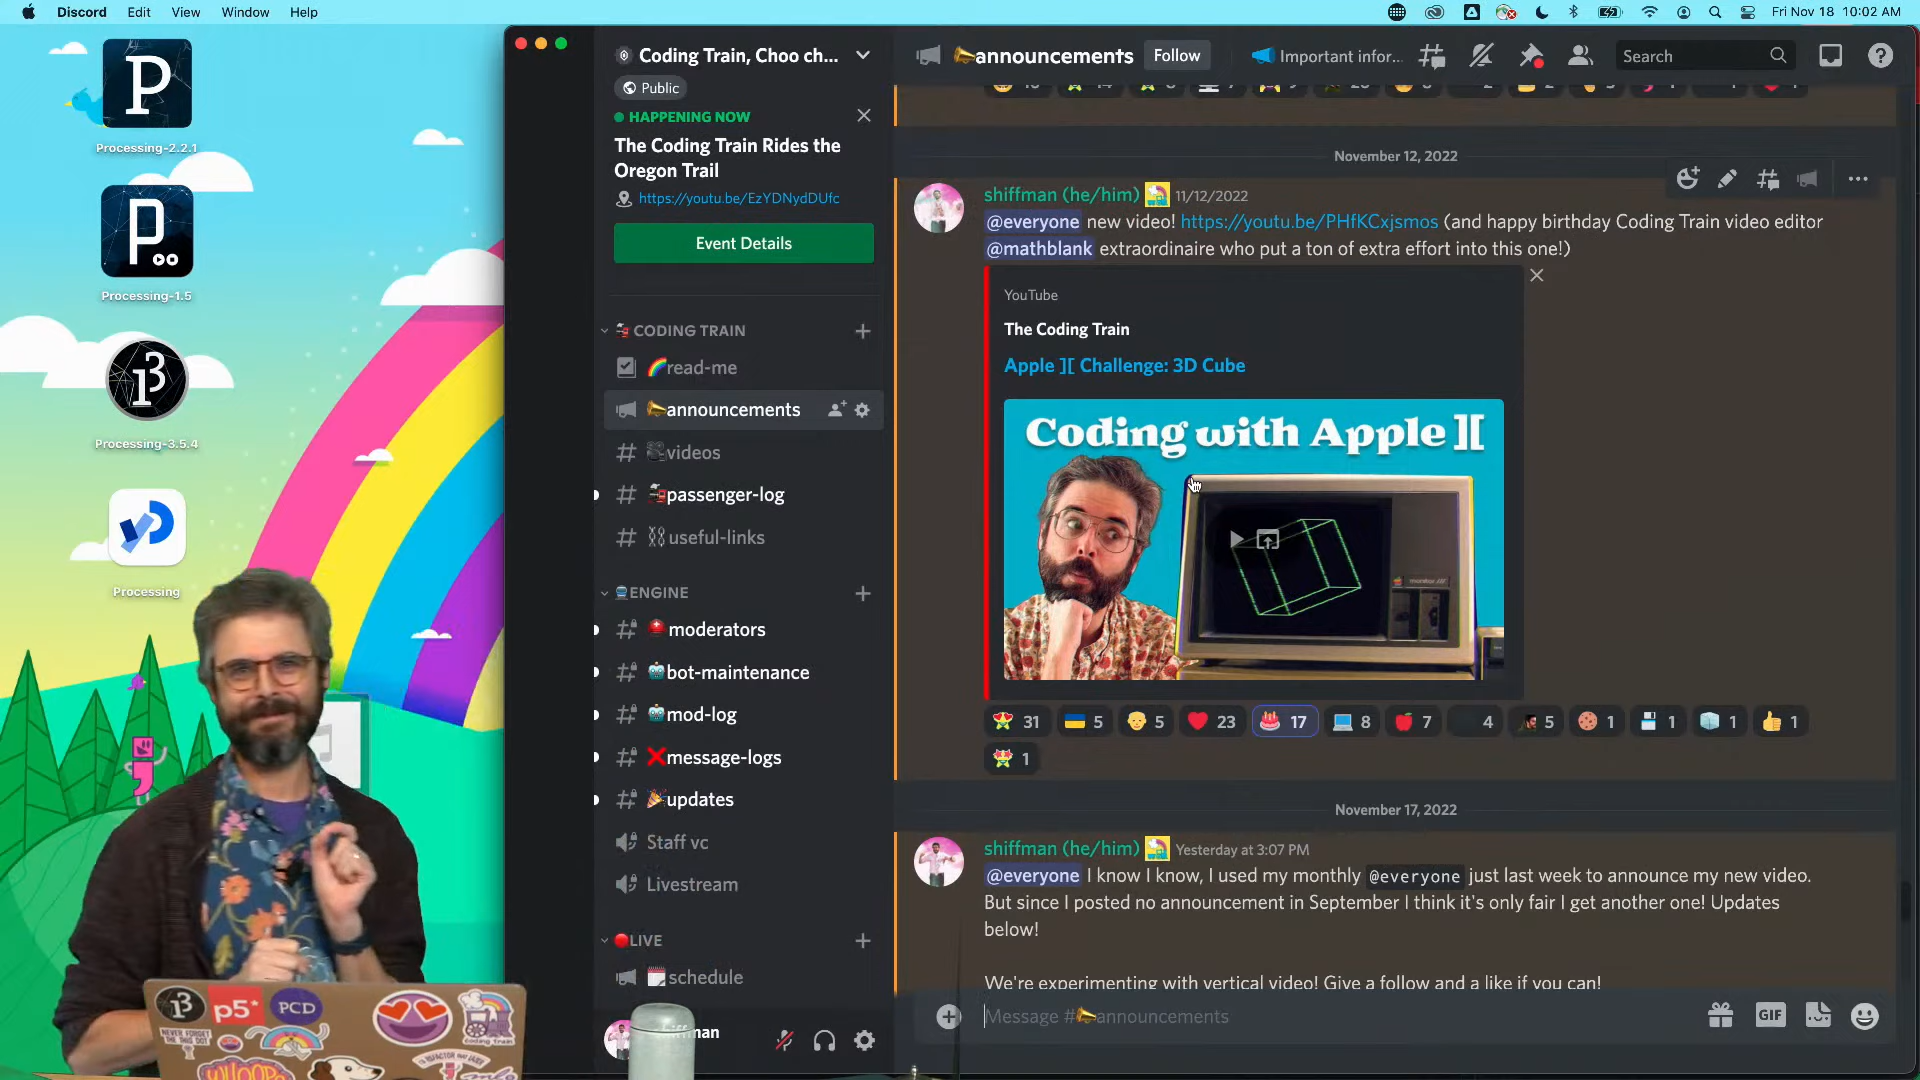 Discord Edit View Window Help
Fri Nov 18 10:02 AM
Processing-2.2.1
Processing-1.5
Processing-3.5.4
Processing
Coding Train, Choo ch...
Public
HAPPENING NOW
The Coding Train Rides the
Oregon Trail
https://youtu.be/EzYDNydDUfc
Event Details
CODING TRAIN
read-me
announcements
videos
passenger-log
useful-links
ENGINE
moderators
bot-maintenance
mod-log
message-logs
updates
Staff vc
Livestream
LIVE
schedule
announcements
Follow
Important infor...
Search
November 12, 2022
shiffman (he/him) 11/12/2022
@everyone new video! https://youtu.be/PHfKCxjsmos (and happy birthday Coding Train video editor
@mathblank extraordinaire who put a ton of extra effort into this one!)
YouTube
The Coding Train
Apple ][ Challenge: 3D Cube
Coding with Apple ][
monitor ///
31 5 5 23 17 8 7 4 5 1 1 1 1
1
November 17, 2022
shiffman (he/him) Yesterday at 3:07 PM
@everyone I know I know, I used my monthly @everyone just last week to announce my new video.
But since I posted no announcement in September I think it's only fair I get another one! Updates
below!
We're experimenting with vertical video! Give a follow and a like if you can!
Message #announcements
GIF
p5*
PCD
NEVER FORGET
THE THIS DOT
coding train
WHOOPS